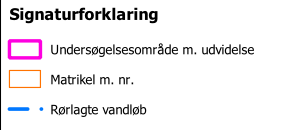 Signaturforklaring
Undersøgelsesområde m. udvidelse
Matrikel m. nr.
Rørlagte vandløb